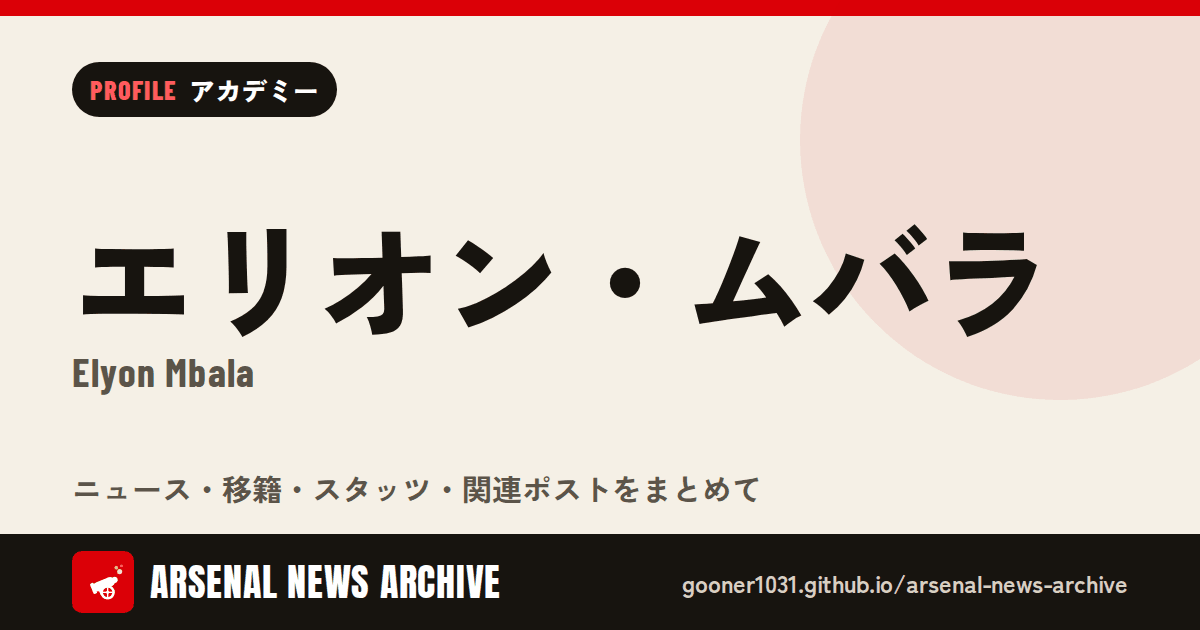 PROFILE アカデミー
エリオン・ムバラ
Elyon Mbala
ニュース・移籍・スタッツ・関連ポストをまとめて
ARSENAL NEWS ARCHIVE
gooner1031.github.io/arsenal-news-archive